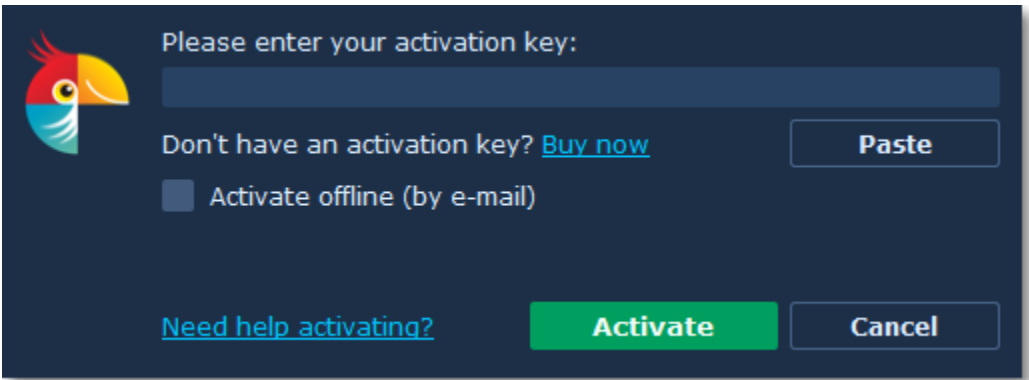 Please enter your activation key:
Don't have an activation key? Buy now
Paste
Activate offline (by e-mail)
Need help activating?
Activate
Cancel